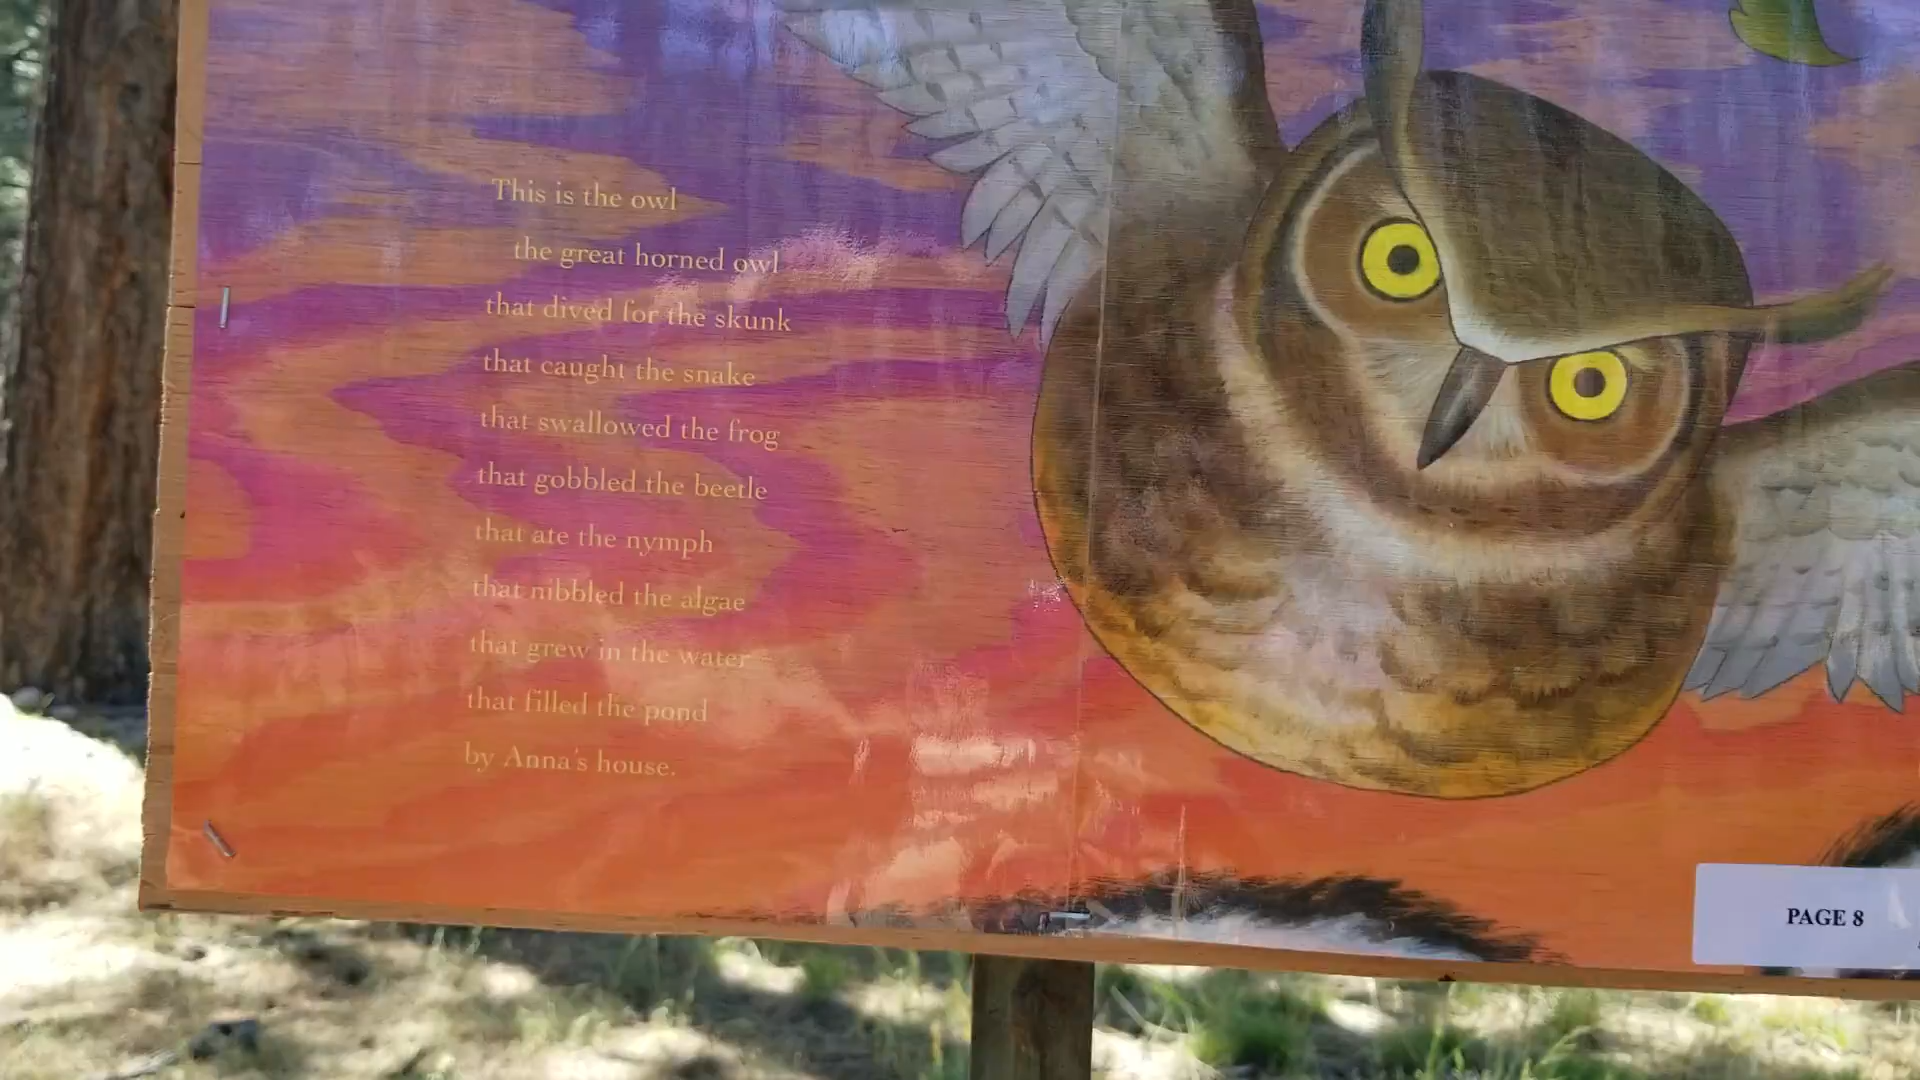 This is the owl
the great horned owl
that dived for the skunk
that caught the snake
that swallowed the frog
that gobbled the beetle
that ate the nymph
that nibbled the algae
that grew in the water
that filled the pond
by Anna's house.
PAGE 8